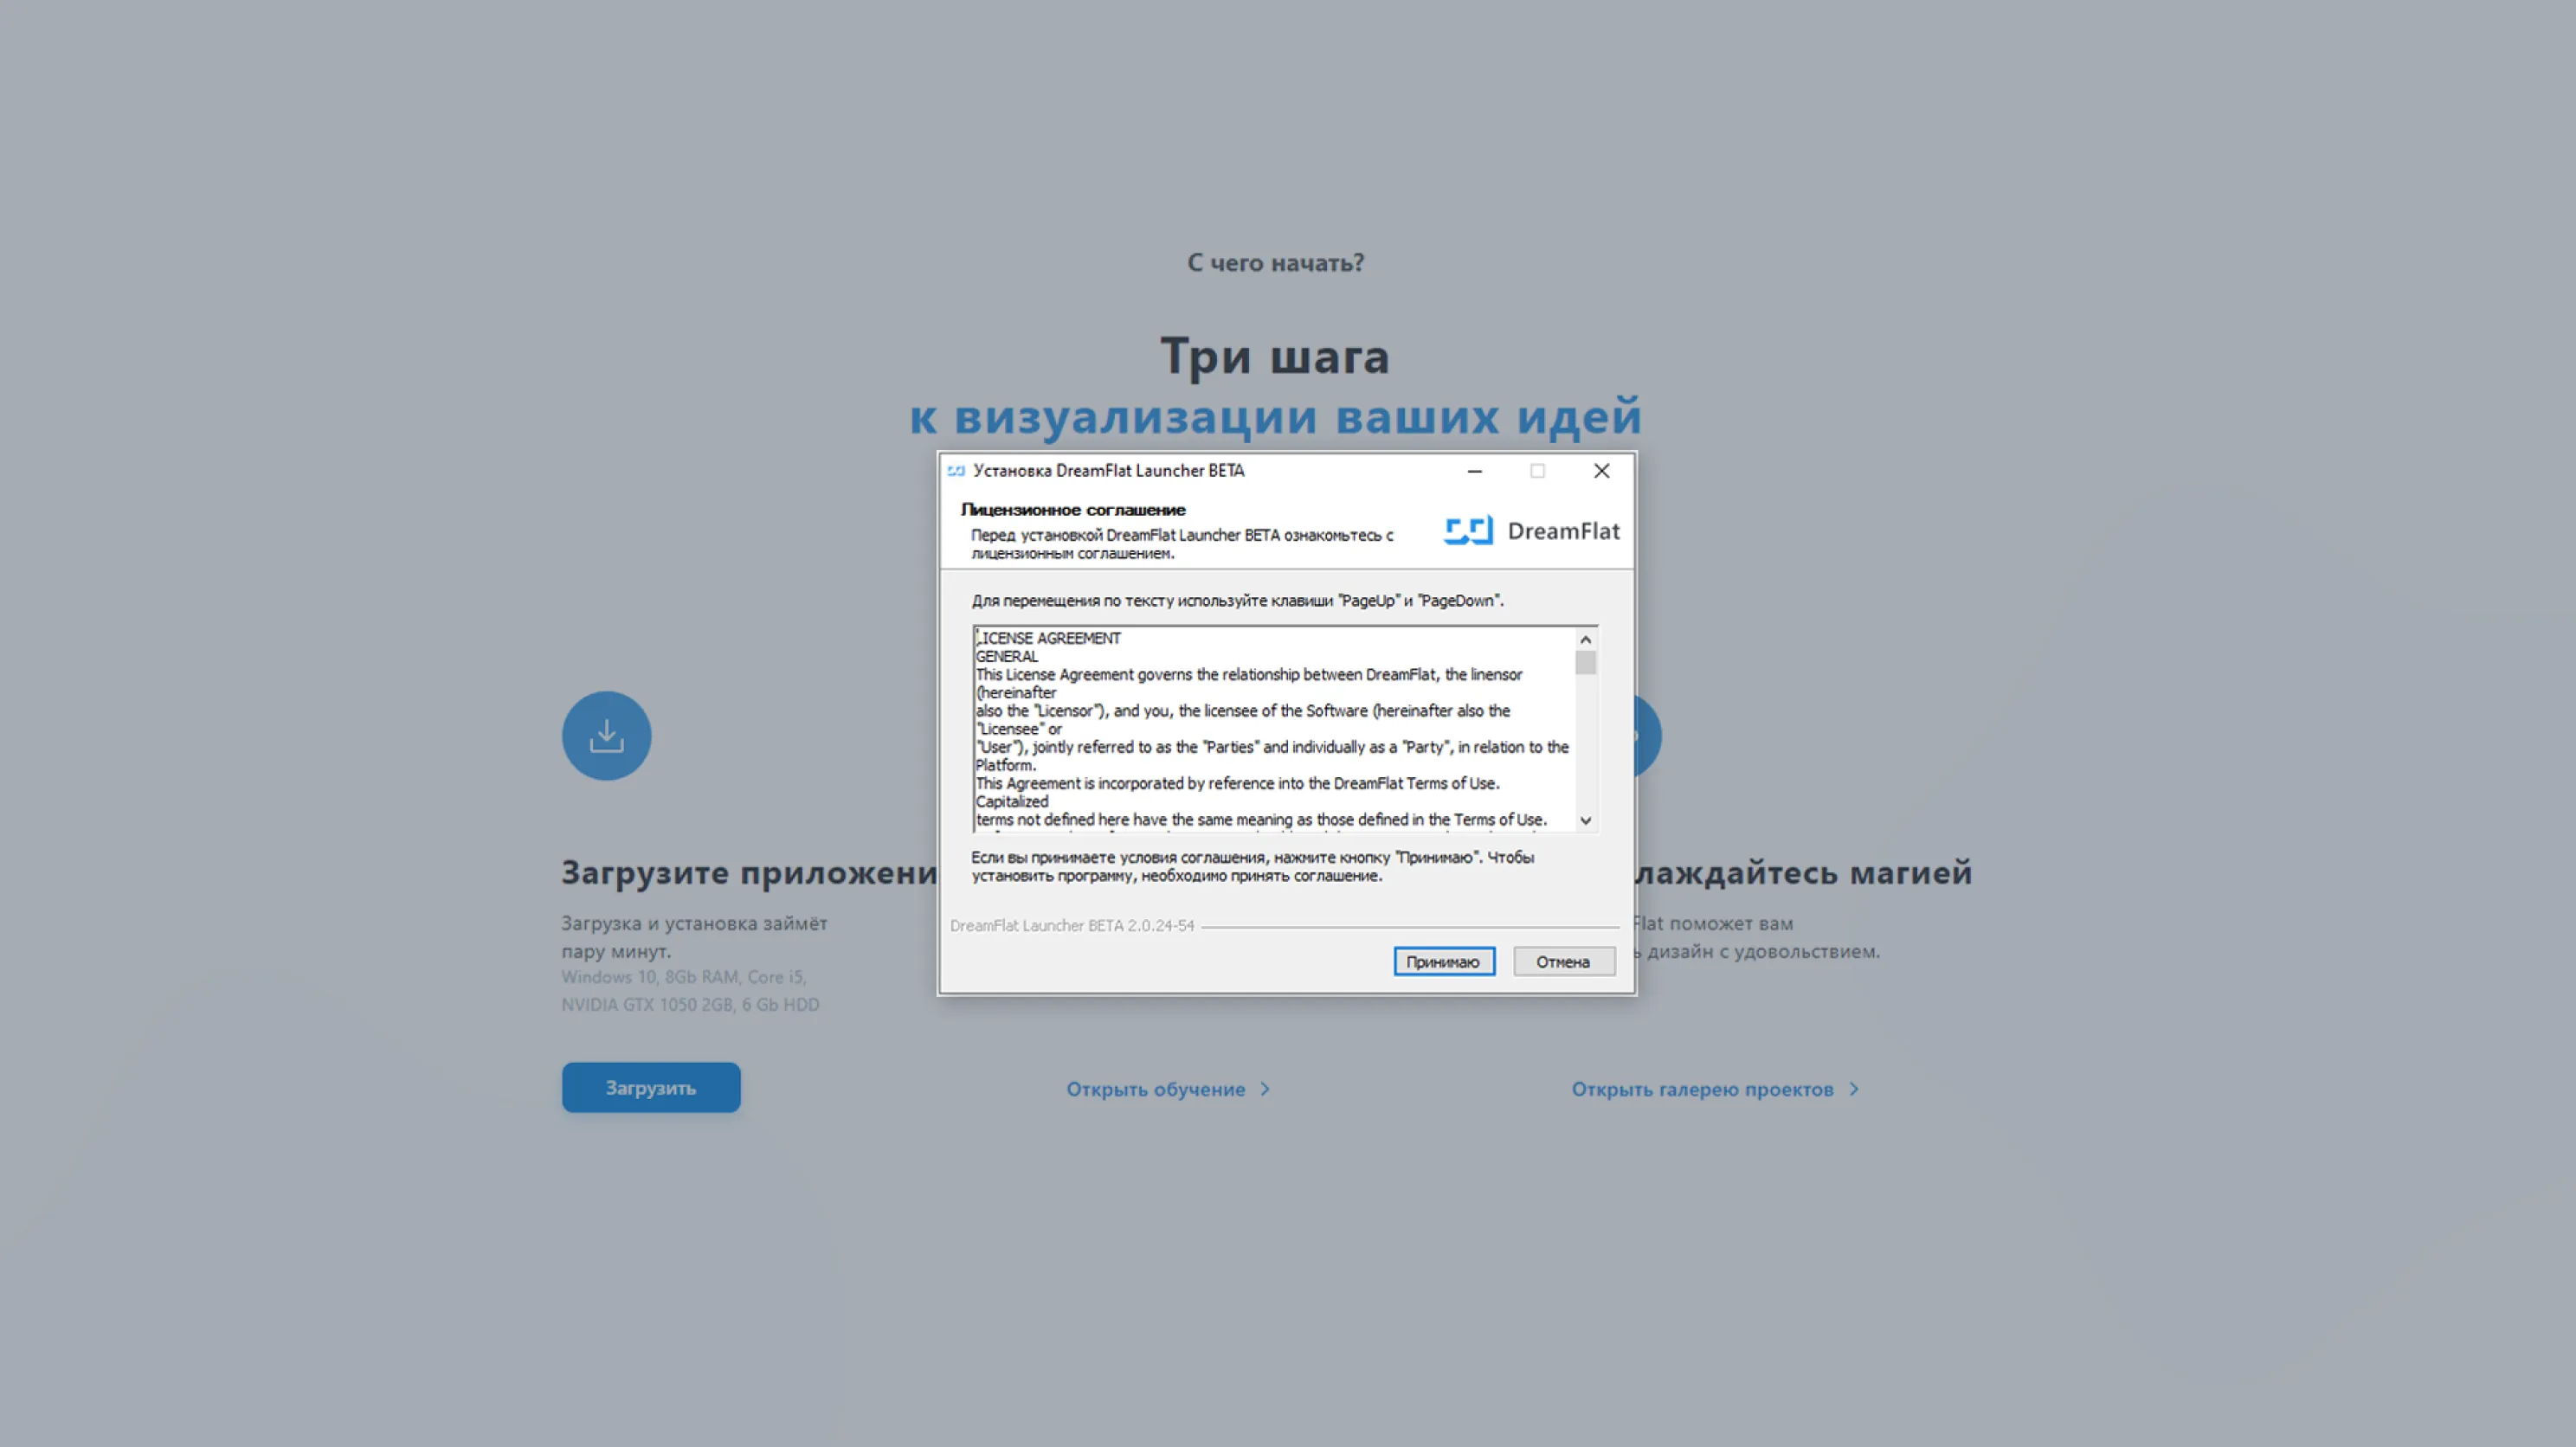 С чего начать?
Три шага
к визуализации ваших идей
Установка DreamFlat Launcher BETA
Лицензионное соглашение
Перед установкой DreamFlat Launcher BETA ознакомьтесь с
лицензионным соглашением.
DreamFlat
Для перемещения по тексту используйте клавиши "PageUp" и "PageDown".
LICENSE AGREEMENT
GENERAL
This License Agreement governs the relationship between DreamFlat, the linensor
(hereinafter
also the "Licensor"), and you, the licensee of the Software (hereinafter also the
"Licensee" or
"User"), jointly referred to as the "Parties" and individually as a "Party", in relation to the
Platform.
This Agreement is incorporated by reference into the DreamFlat Terms of Use.
Capitalized
terms not defined here have the same meaning as those defined in the Terms of Use.
Если вы принимаете условия соглашения, нажмите кнопку "Принимаю". Чтобы
установить программу, необходимо принять соглашение.
DreamFlat Launcher BETA 2.0.24-54
Принимаю
Отмена
Загрузите приложени
Загрузка и установка займёт
пару минут.
Windows 10, 8Gb RAM, Core i5,
NVIDIA GTX 1050 2GB, 6 Gb HDD
Загрузить
Открыть обучение
лаждайтесь магией
Flat поможет вам
дизайн с удовольствием.
Открыть галерею проектов